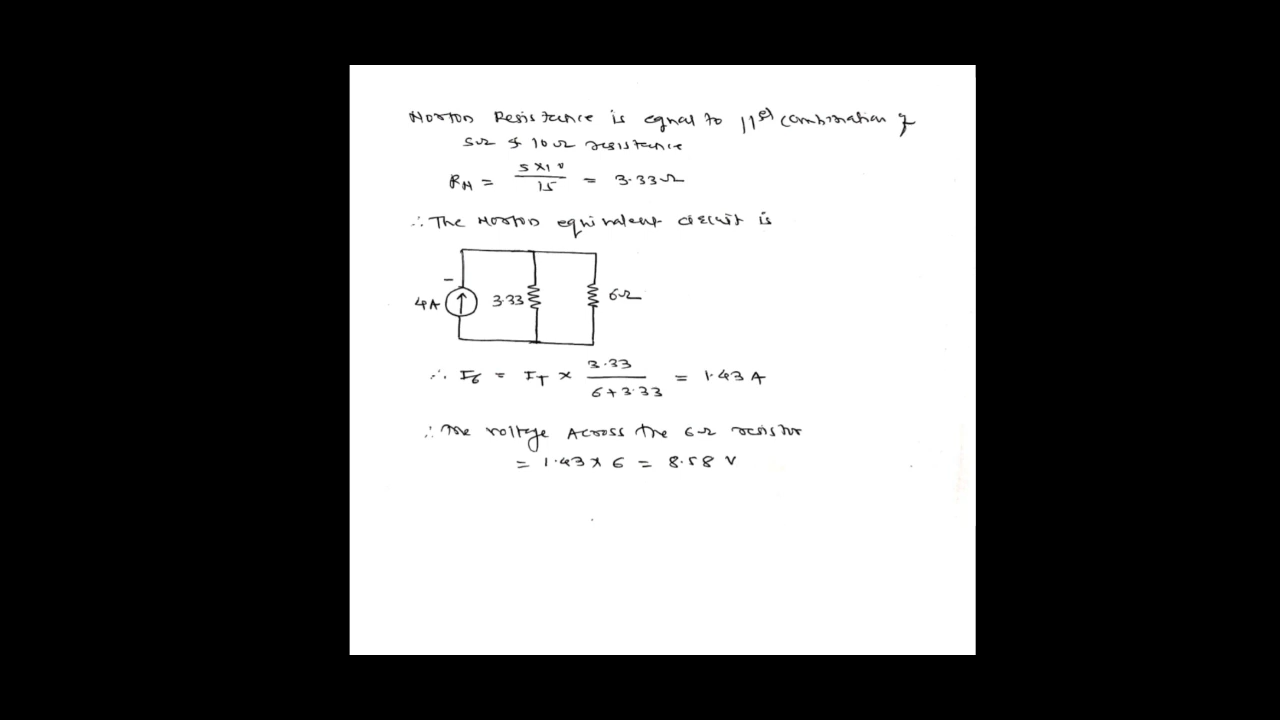 Norton Resistance is equal to ||el combination of
5Ω & 10Ω resistance
RN = 5×10 / 15 = 3.33Ω
∴ The Norton equivalent circuit is
–
4A 3.33 6Ω
∴ I6 = IT × 3.33 / 6+3.33 = 1.43 A
∴ The voltage Across the 6Ω resistor
= 1.43 × 6 = 8.58 V